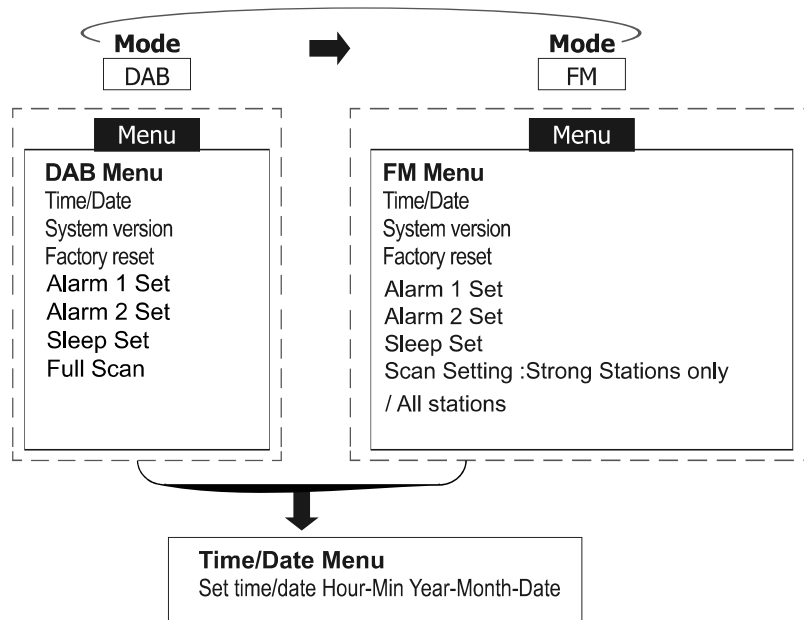 Mode
DAB
Mode
FM
Menu
DAB Menu
Time/Date
System version
Factory reset
Alarm 1 Set
Alarm 2 Set
Sleep Set
Full Scan
Menu
FM Menu
Time/Date
System version
Factory reset
Alarm 1 Set
Alarm 2 Set
Sleep Set
Scan Setting :Strong Stations only
/ All stations
Time/Date Menu
Set time/date Hour-Min Year-Month-Date